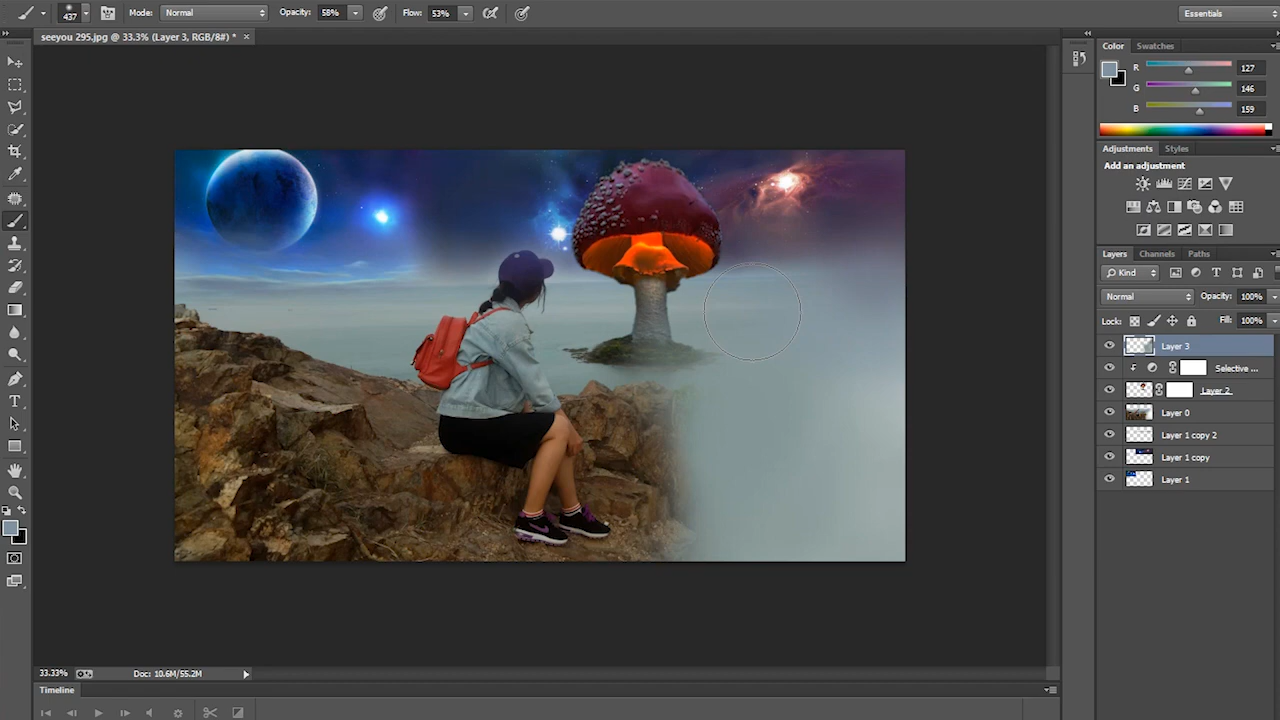 437 Mode: Normal Opacity: 58% Flow: 53% Essentials
seeyou 295.jpg @ 33.3% (Layer 3, RGB/8#) * ×
Color Swatches
R 127
G 146
B 159
Adjustments Styles
Add an adjustment
Layers Channels Paths
Kind
Normal Opacity: 100%
Lock: Fill: 100%
Layer 3
Selective ...
Layer 2
Layer 0
Layer 1 copy 2
Layer 1 copy
Layer 1
33.33% Doc: 10.6M/55.2M
Timeline